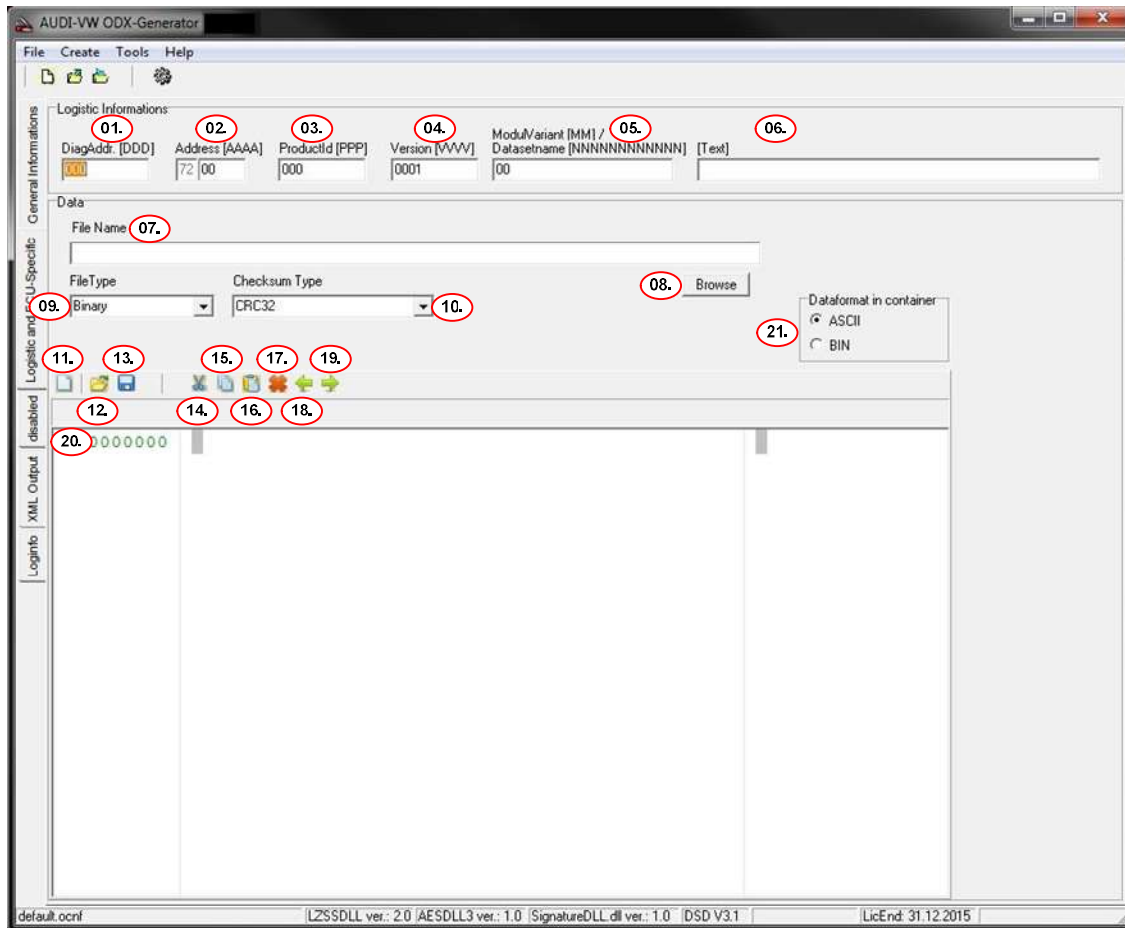 AUDI-VW ODX-Generator
File Create Tools Help
General Informations
Logistic and ECU-Specific
disabled
XML Output
Loginfo
Logistic Informations
01. 02. 03. 04. ModulVariant [MM] / 05. 06.
DiagAddr. [DDD] Address [AAAA] ProductId [PPP] Version [VVVV] Datasetname [NNNNNNNNNNNNN] [Text]
000 72 00 000 0001 00
Data
File Name 07.
FileType Checksum Type 08. Browse
09. Binary CRC32 10.
Dataformat in container
21. ASCII
BIN
11. 13. 15. 17. 19.
12. 14. 16. 18.
20. 0000000
default.ocnf LZSSDLL ver.: 2.0 AESDLL3 ver.: 1.0 SignatureDLL.dll ver.: 1.0 DSD V3.1 LicEnd: 31.12.2015